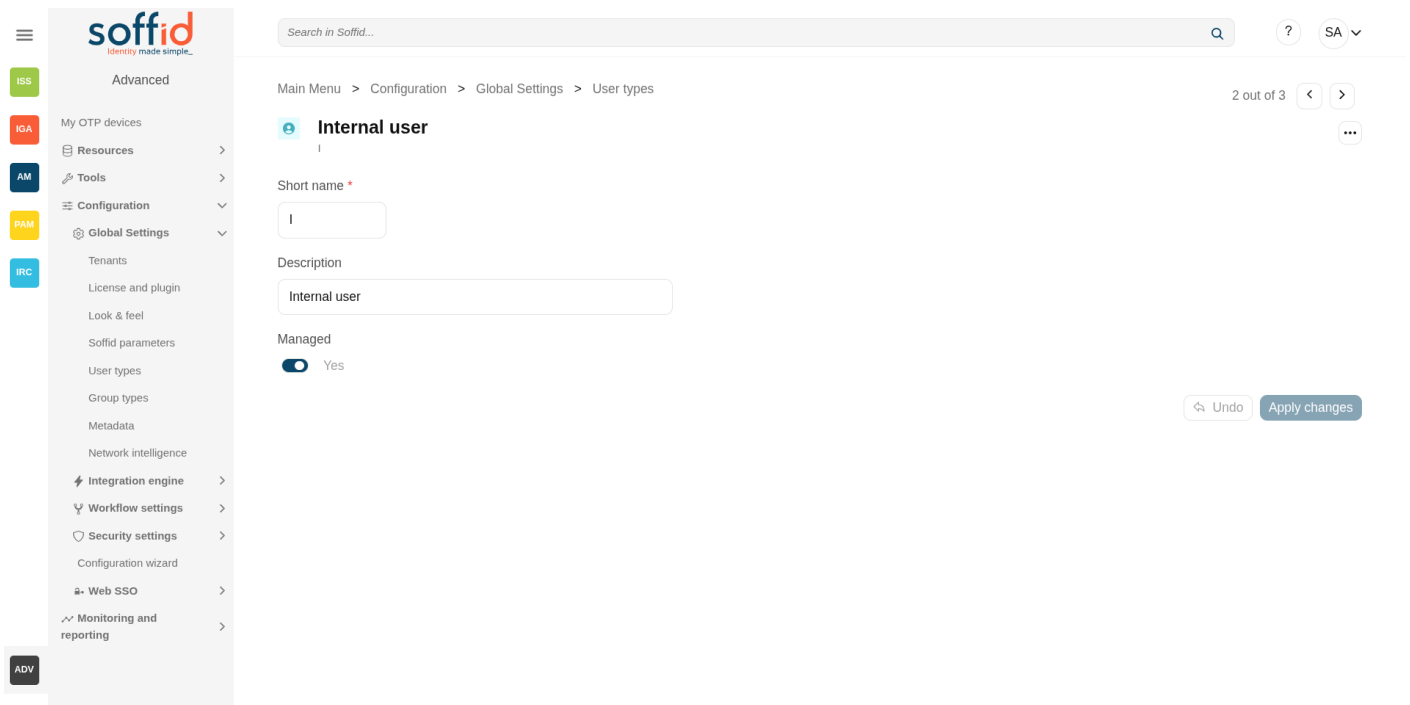 ISS
IGA
AM
PAM
IRC
ADV
soffid
Identity made simple_
Advanced
My OTP devices
Resources
Tools
Configuration
Global Settings
Tenants
License and plugin
Look & feel
Soffid parameters
User types
Group types
Metadata
Network intelligence
Integration engine
Workflow settings
Security settings
Configuration wizard
Web SSO
Monitoring and
reporting
Search in Soffid...
?
SA
Main Menu > Configuration > Global Settings > User types
2 out of 3
Internal user
I
Short name *
I
Description
Internal user
Managed
Yes
Undo
Apply changes